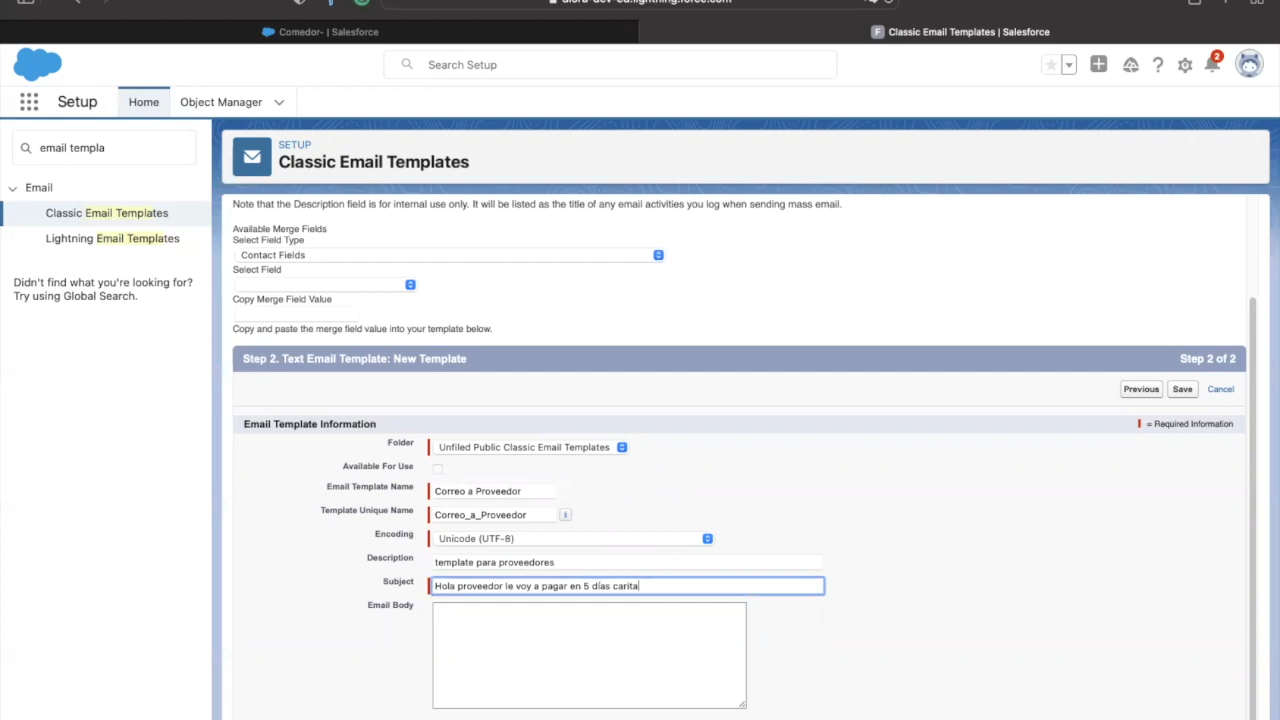 Comedor- | Salesforce
F Classic Email Templates | Salesforce
Search Setup
2
Setup
Home
Object Manager
email templa
Email
Classic Email Templates
Lightning Email Templates
Didn't find what you're looking for?
Try using Global Search.
SETUP
Classic Email Templates
Note that the Description field is for internal use only. It will be listed as the title of any email activities you log when sending mass email.
Available Merge Fields
Select Field Type
Contact Fields
Select Field
Copy Merge Field Value
Copy and paste the merge field value into your template below.
Step 2. Text Email Template: New Template
Step 2 of 2
Previous
Save
Cancel
Email Template Information
= Required Information
Folder
Unfiled Public Classic Email Templates
Available For Use
Email Template Name
Correo a Proveedor
Template Unique Name
Correo_a_Proveedor
i
Encoding
Unicode (UTF-8)
Description
template para proveedores
Subject
Hola proveedor le voy a pagar en 5 días carita
Email Body